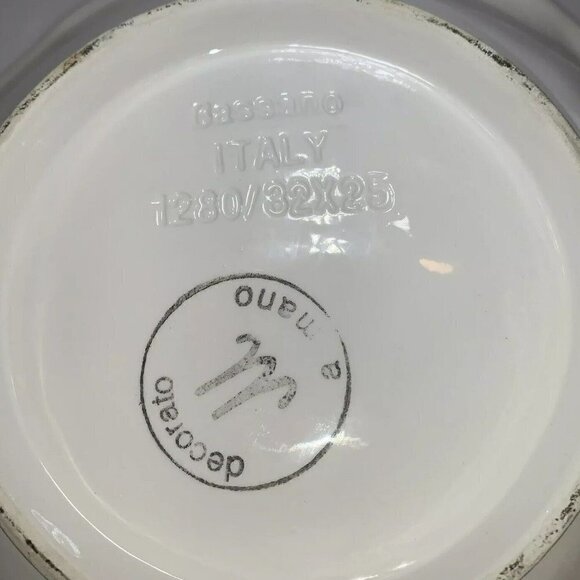 Bassano
ITALY
1280/32X25
decorato a mano